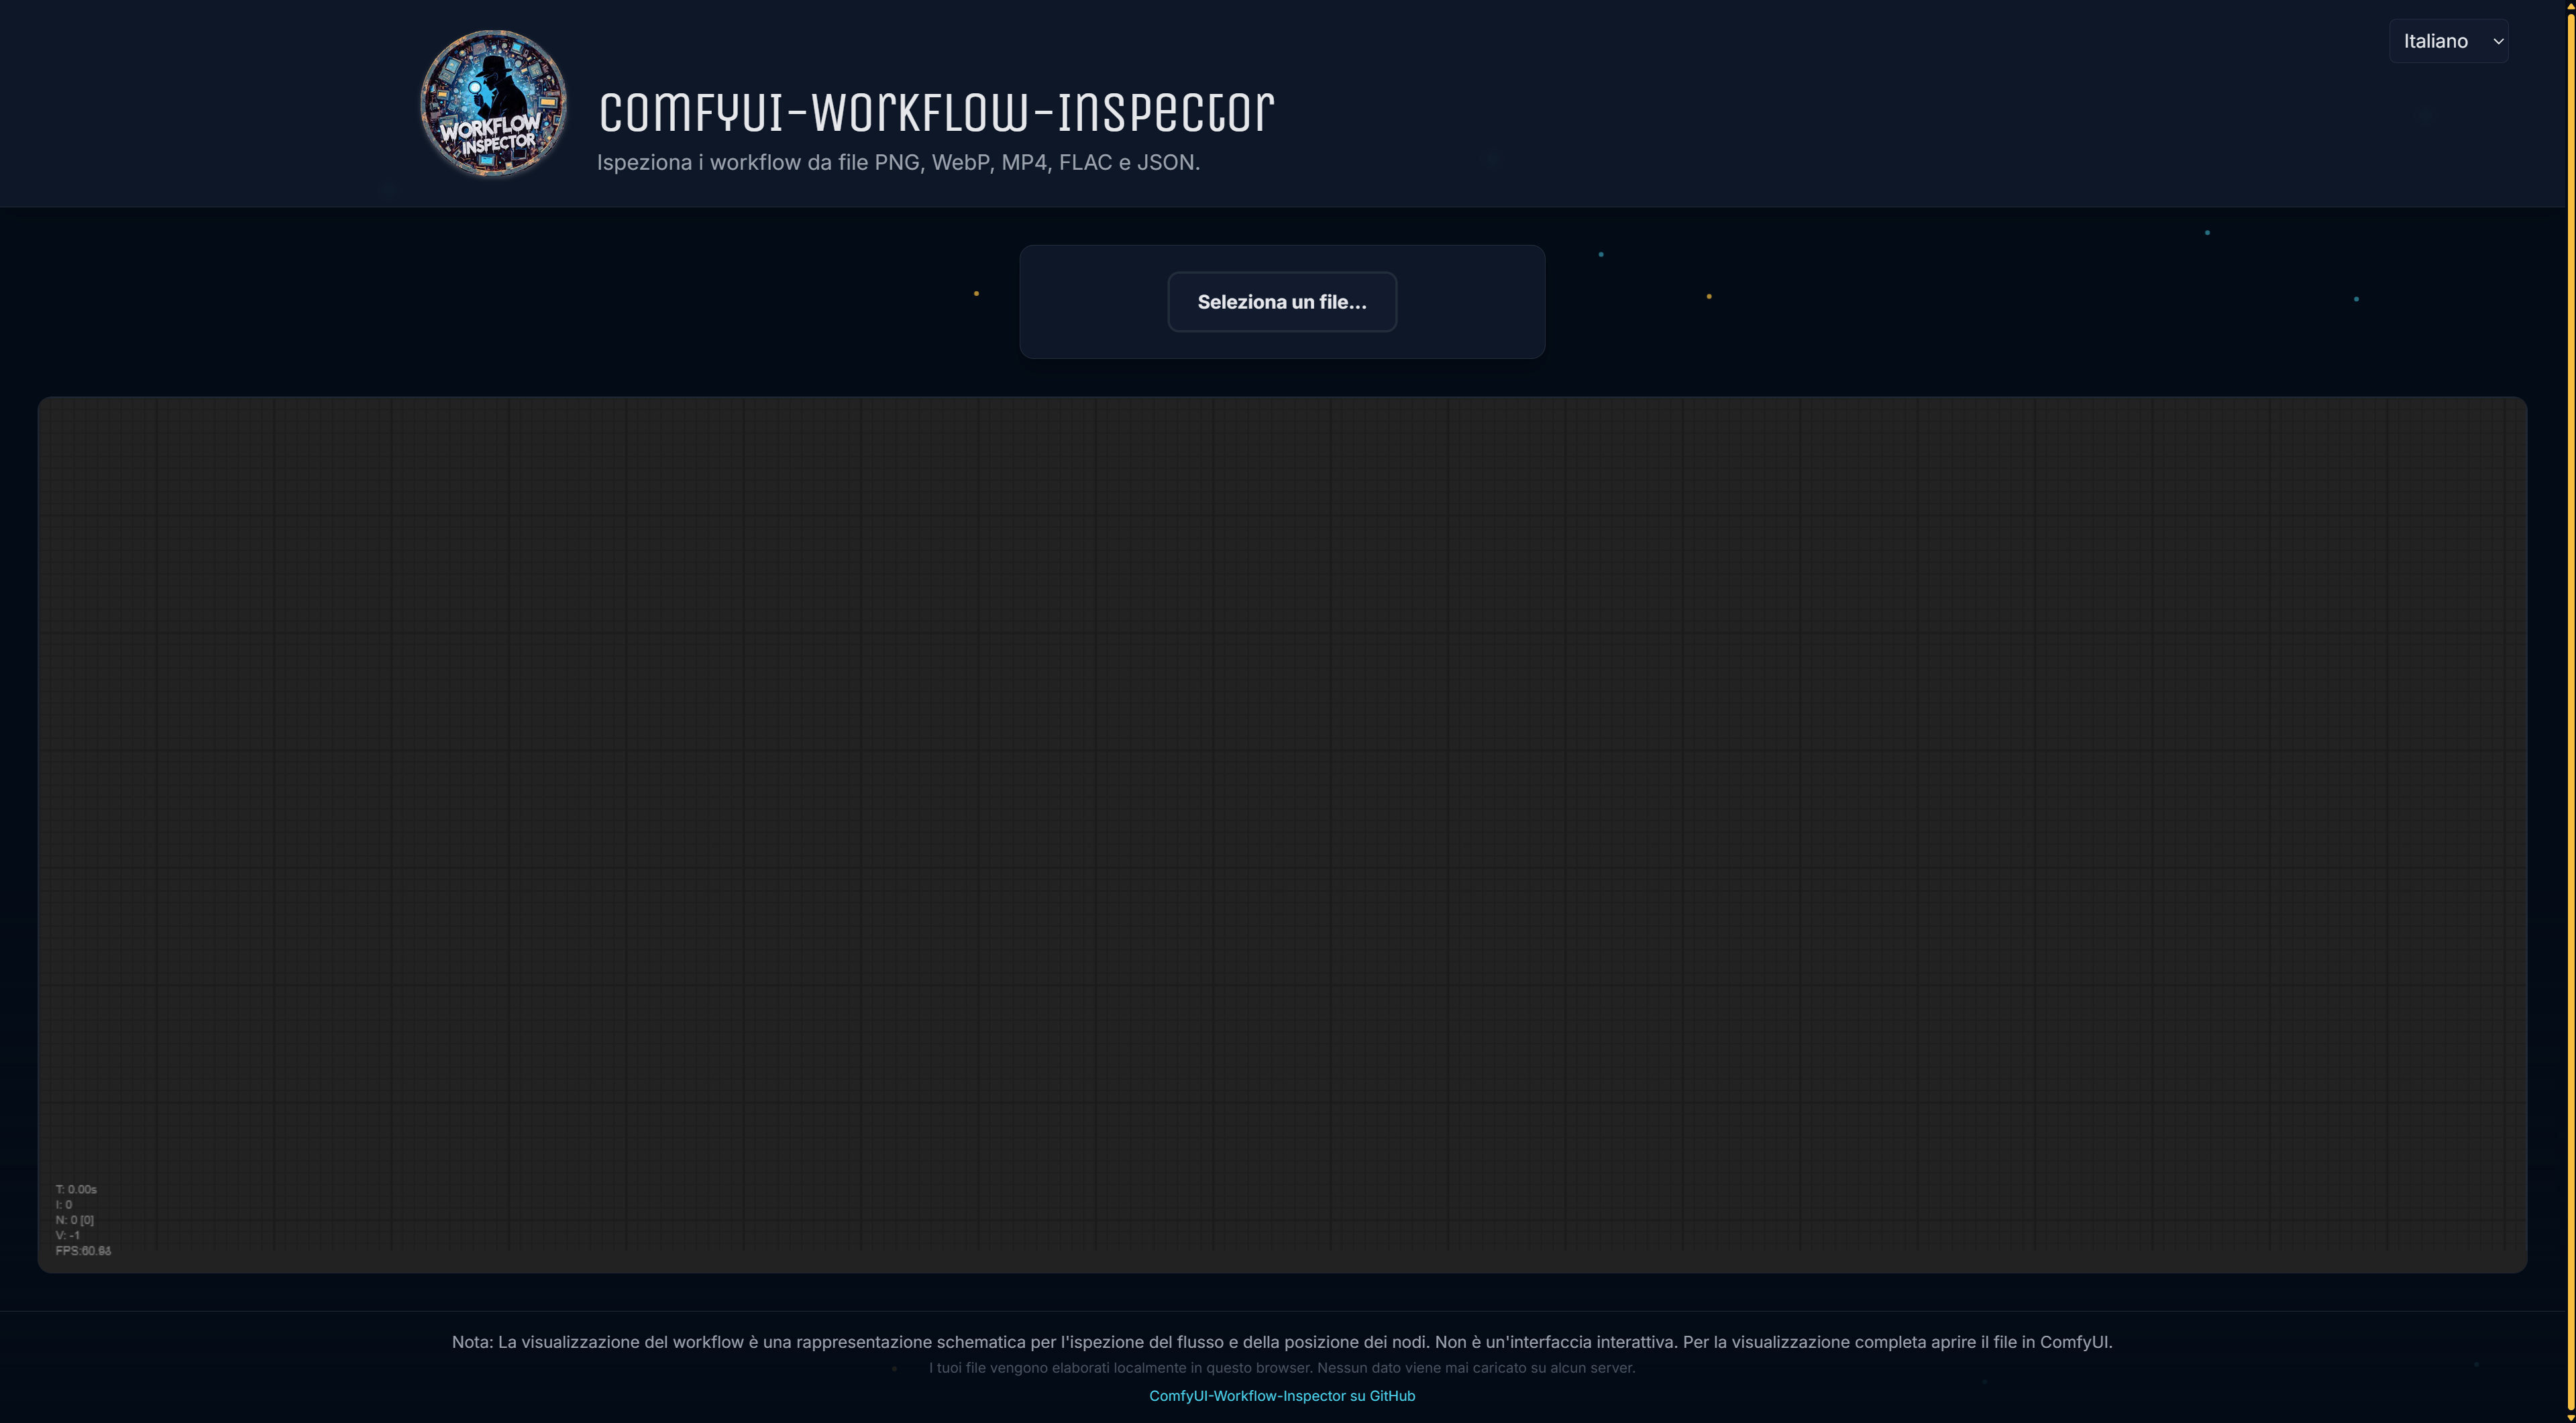 Italiano
WORKFLOW
INSPECTOR
comfyui-workflow-inspector
Ispeziona i workflow da file PNG, WebP, MP4, FLAC e JSON.
Seleziona un file...
T: 0.00s
I: 0
N: 0 [0]
V: -1
Nota: La visualizzazione del workflow è una rappresentazione schematica per l'ispezione del flusso e della posizione dei nodi. Non è un'interfaccia interattiva. Per la visualizzazione completa aprire il file in ComfyUI.
I tuoi file vengono elaborati localmente in questo browser. Nessun dato viene mai caricato su alcun server.
ComfyUI-Workflow-Inspector su GitHub